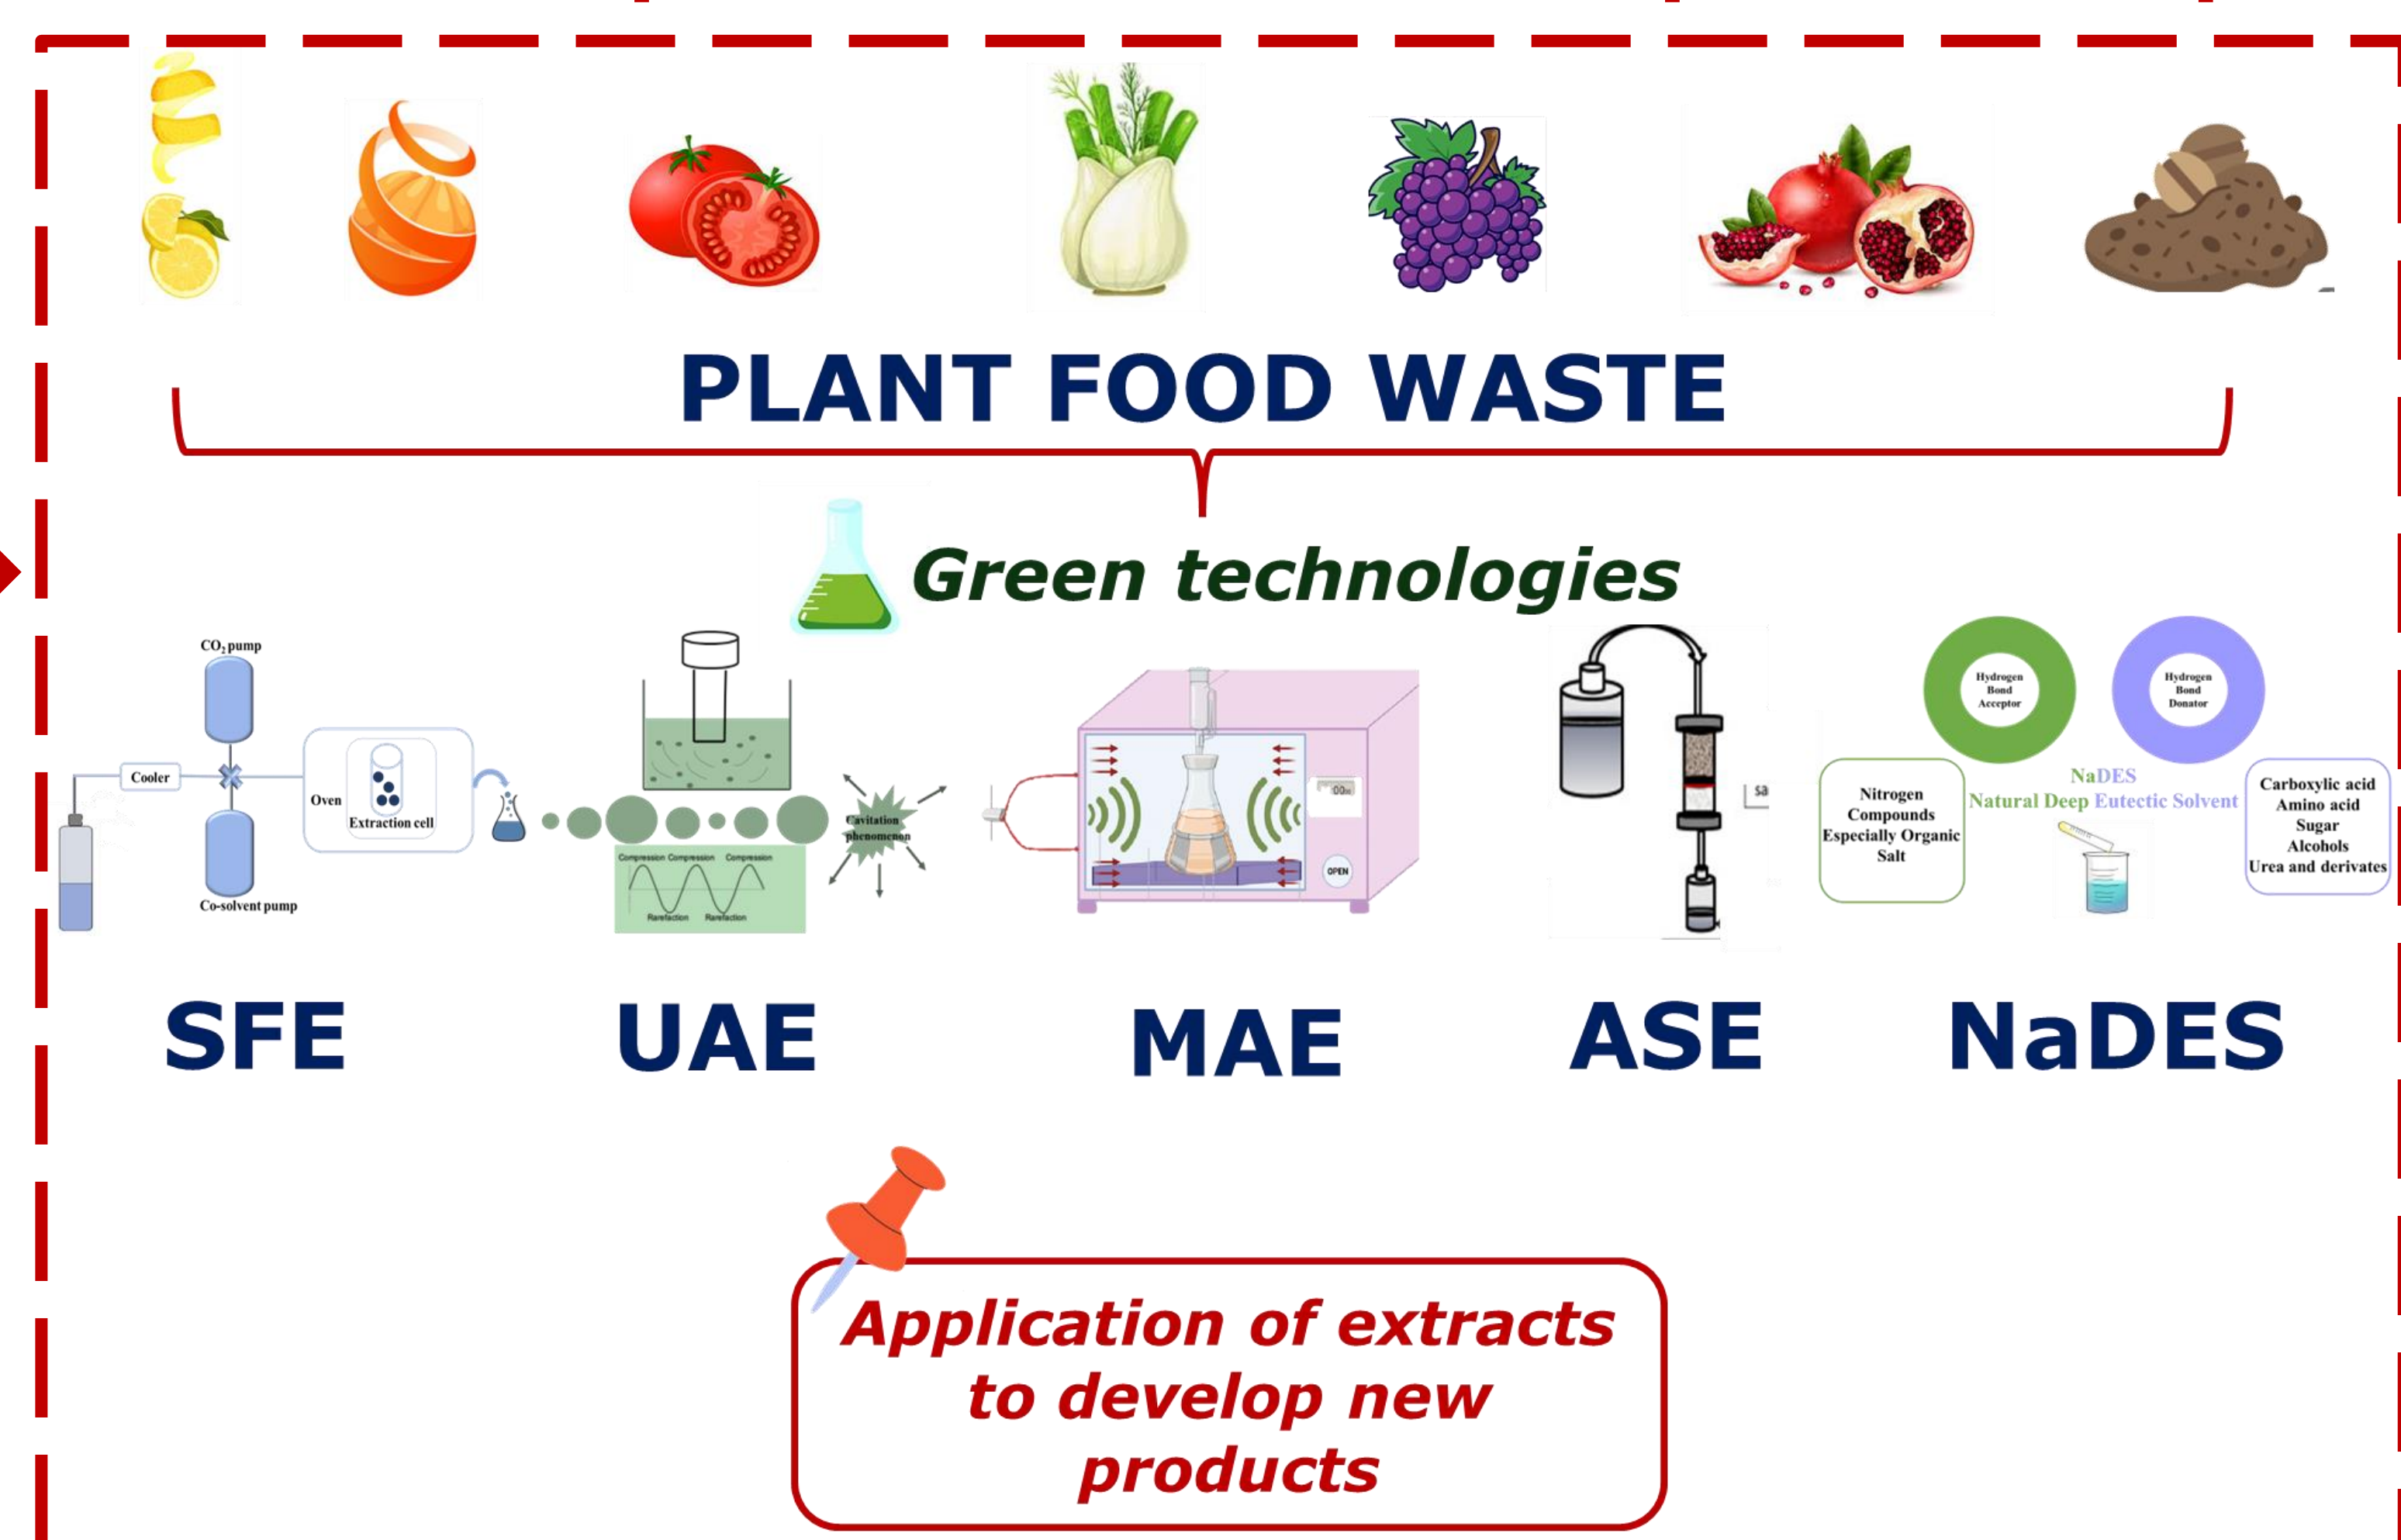 PLANT FOOD WASTE
Green technologies
CO₂ pump
Cooler
Oven
Extraction cell
Co-solvent pump
Cavitation
phenomenon
Compression Compression Compression
Rarefaction Rarefaction
OPEN
sa
Hydrogen
Bond
Acceptor
Hydrogen
Bond
Donator
NaDES
Natural Deep Eutectic Solvent
Nitrogen
Compounds
Especially Organic
Salt
Carboxylic acid
Amino acid
Sugar
Alcohols
Urea and derivates
SFE
UAE
MAE
ASE
NaDES
Application of extracts
to develop new
products